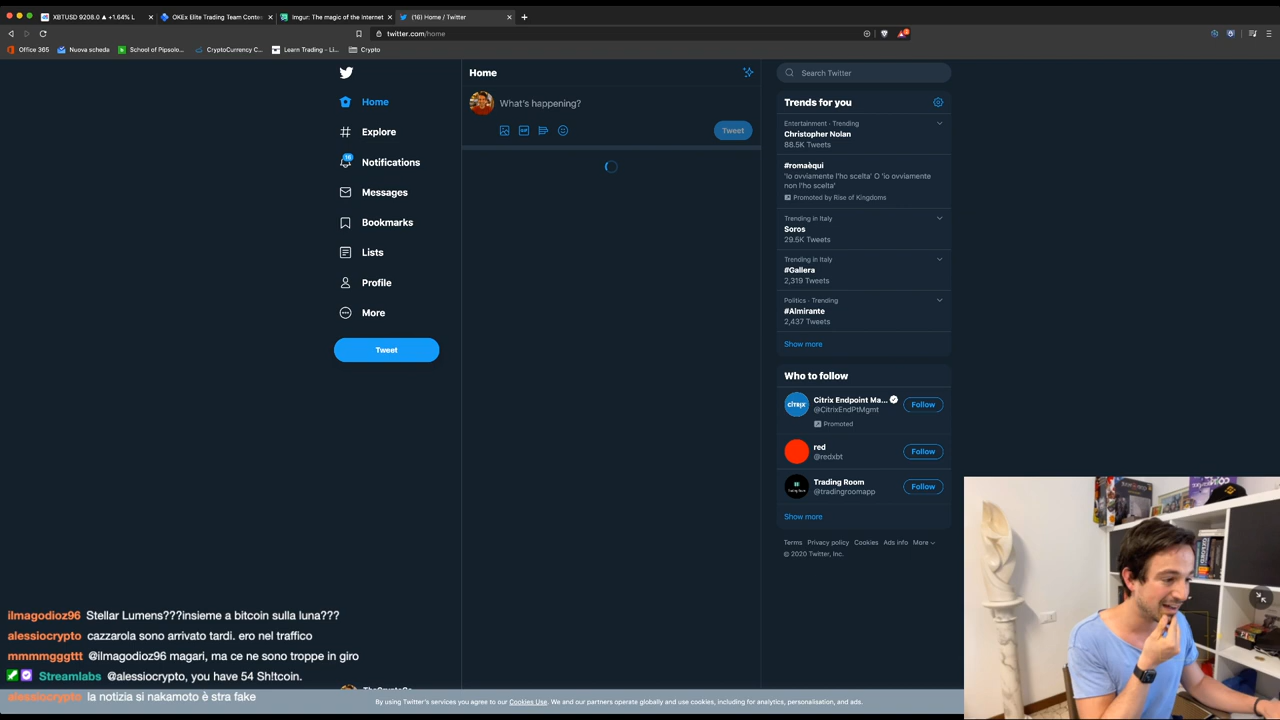 XBTUSD 9208.0 ▲ +1.64% L
OKEx Elite Trading Team Contes
Imgur: The magic of the Internet
(16) Home / Twitter
twitter.com/home
Office 365
Nuova scheda
School of Pipsolo...
CryptoCurrency C...
Learn Trading - Li...
Crypto
Home
Explore
16
Notifications
Messages
Bookmarks
Lists
Profile
More
Tweet
Home
What's happening?
GIF
Tweet
Search Twitter
Trends for you
Entertainment · Trending
Christopher Nolan
88.5K Tweets
#romaèqui
'Io ovviamente l'ho scelta' O 'io ovviamente
non l'ho scelta'
Promoted by Rise of Kingdoms
Trending in Italy
Soros
29.5K Tweets
Trending in Italy
#Gallera
2,319 Tweets
Politics · Trending
#Almirante
2,437 Tweets
Show more
Who to follow
citrix
Citrix Endpoint Ma...
@CitrixEndPtMgmt
Follow
Promoted
red
@redxbt
Follow
Trading Room
@tradingroomapp
Follow
Show more
Terms Privacy policy Cookies Ads info More
© 2020 Twitter, Inc.
ilmagodioz96 Stellar Lumens???insieme a bitcoin sulla luna???
alessiocrypto cazzarola sono arrivato tardi. ero nel traffico
mmmmgggttt @ilmagodioz96 magari, ma ce ne sono troppe in giro
Streamlabs @alessiocrypto, you have 54 Sh!tcoin.
alessiocrypto la notizia si nakamoto è stra fake
By using Twitter's services you agree to our Cookies Use. We and our partners operate globally and use cookies, including for analytics, personalisation, and ads.